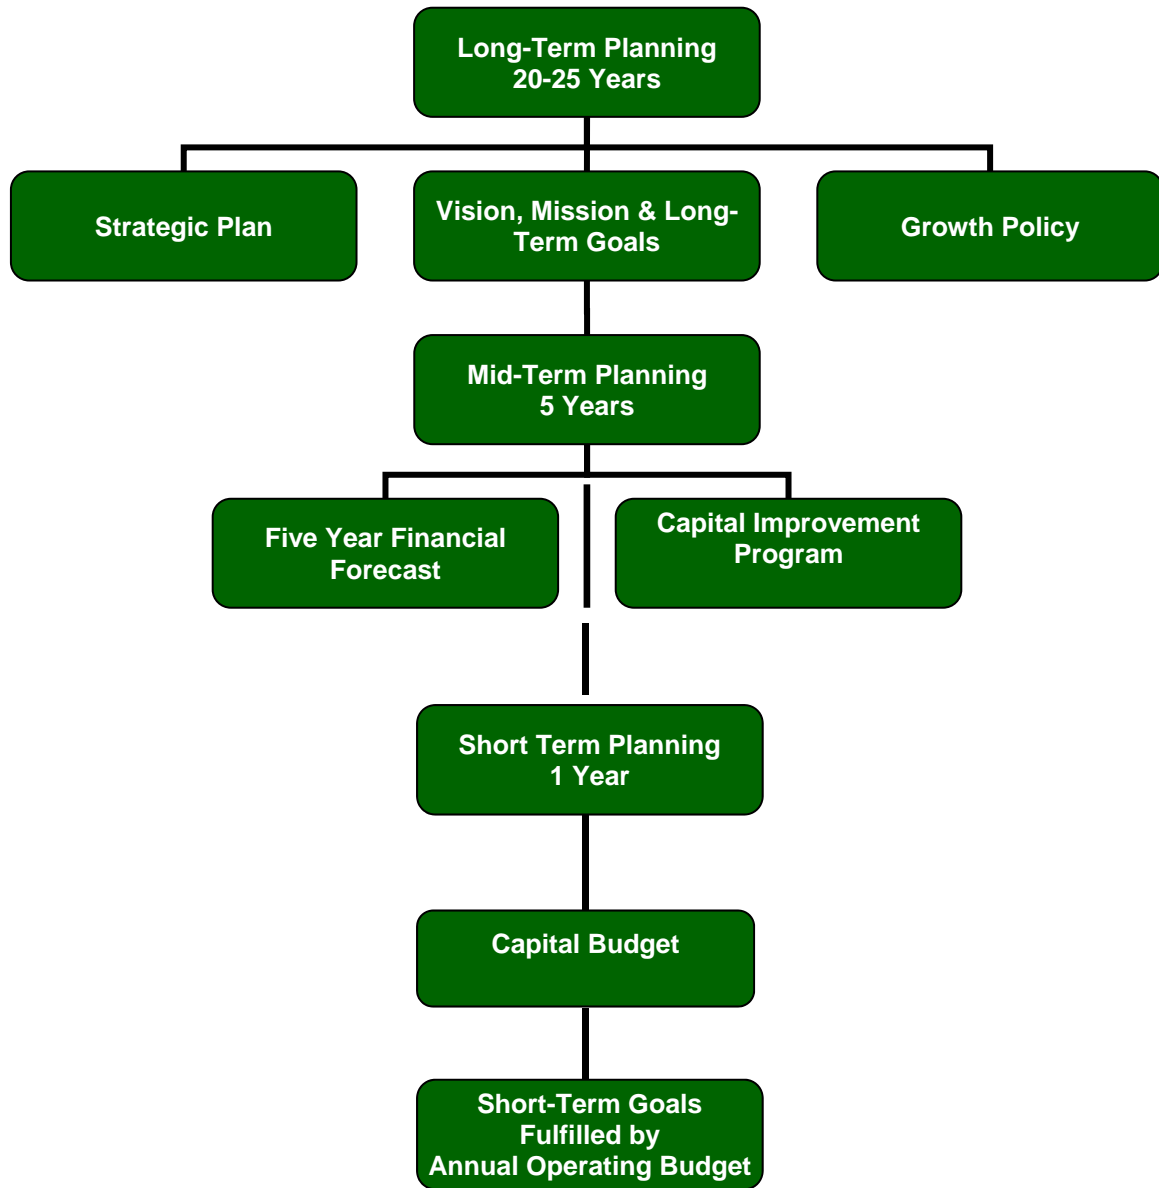 Long-Term Planning
20-25 Years
Strategic Plan
Vision, Mission & Long-
Term Goals
Growth Policy
Mid-Term Planning
5 Years
Five Year Financial
Forecast
Capital Improvement
Program
Short Term Planning
1 Year
Capital Budget
Short-Term Goals
Fulfilled by
Annual Operating Budget